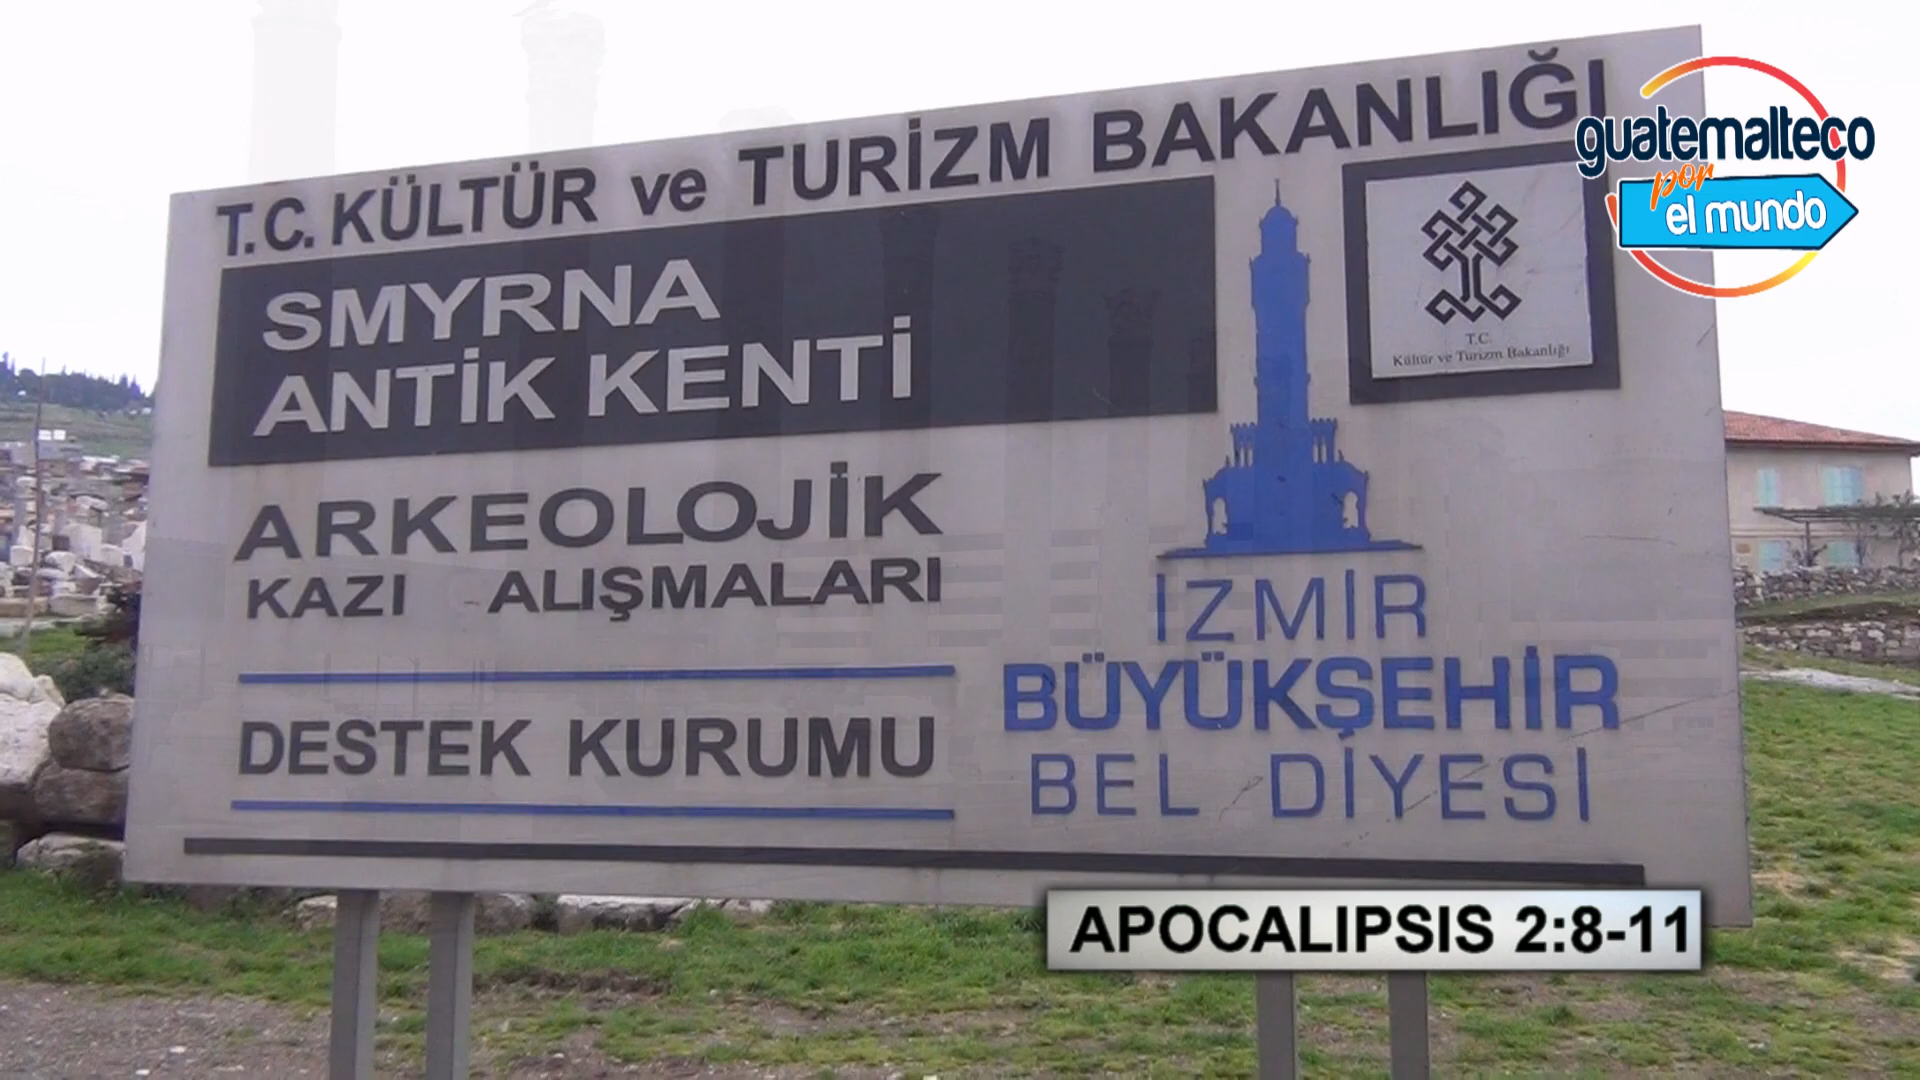 T.C. KÜLTÜR ve TURİZM BAKANLIĞI
SMYRNA
ANTİK KENTİ
ARKEOLOJİK
KAZI ALIŞMALARI
DESTEK KURUMU
T.C.
Kültür ve Turizm Bakanlığı
İZMİR
BÜYÜKŞEHİR
BEL DİYESİ
guatemalteco
por
el mundo
APOCALIPSIS 2:8-11